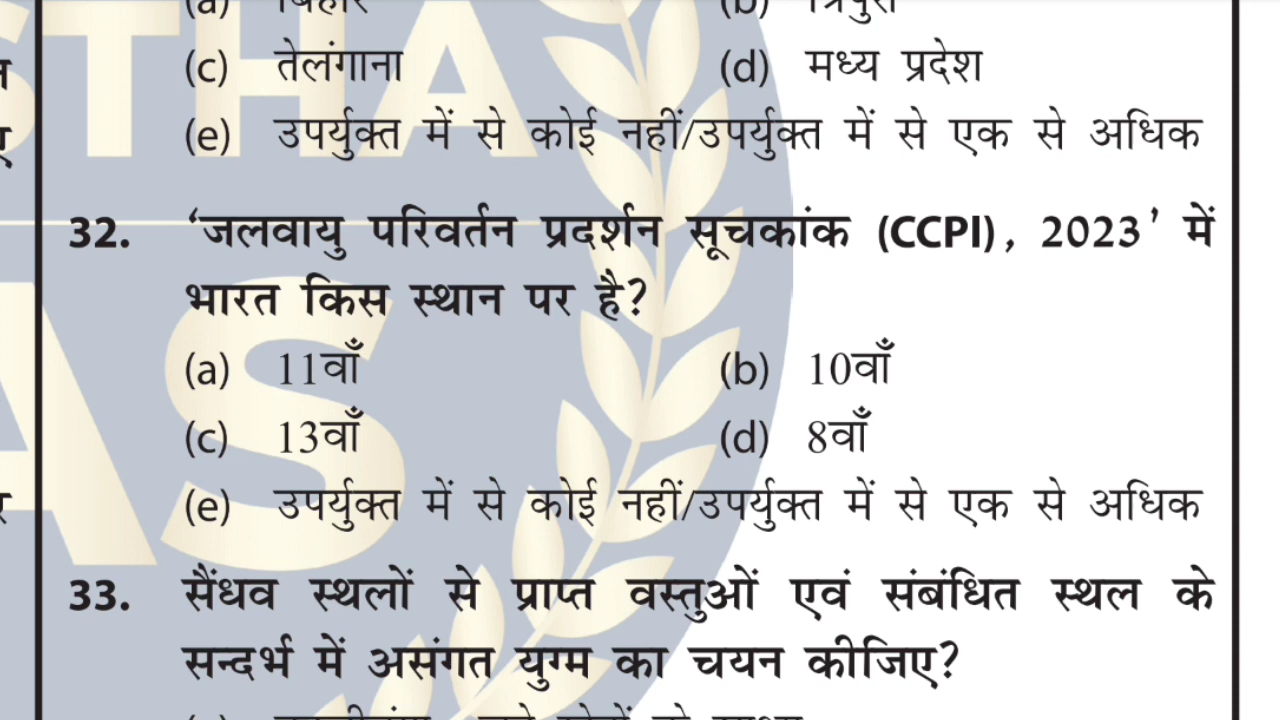 (c) तेलंगाना (d) मध्य प्रदेश
(e) उपर्युक्त में से कोई नहीं/उपर्युक्त में से एक से अधिक
32. ‘जलवायु परिवर्तन प्रदर्शन सूचकांक (CCPI), 2023’ में
भारत किस स्थान पर है?
(a) 11वाँ (b) 10वाँ
(c) 13वाँ (d) 8वाँ
(e) उपर्युक्त में से कोई नहीं/उपर्युक्त में से एक से अधिक
33. सैंधव स्थलों से प्राप्त वस्तुओं एवं संबंधित स्थल के
सन्दर्भ में असंगत युग्म का चयन कीजिए?